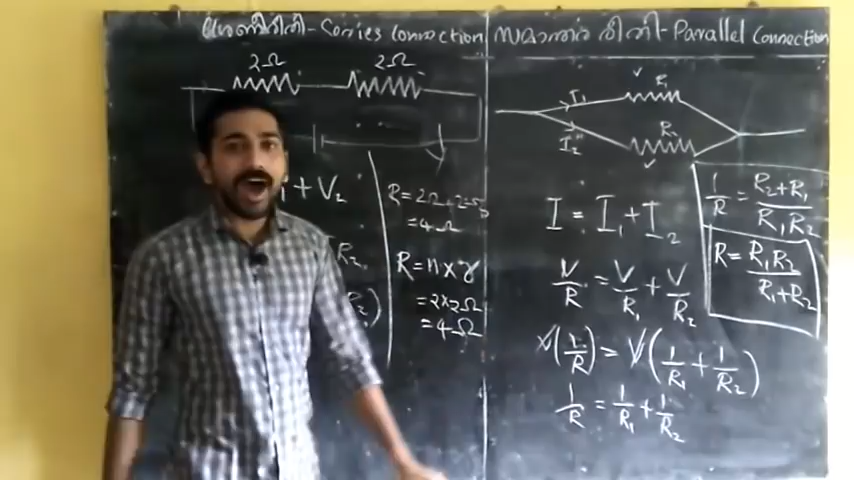 ശ്രേണീരീതി - Series Connection
2Ω 2Ω
+ V₂
R = 2Ω + 2Ω
= 4Ω
R = n × r
= 2 × 2Ω
= 4Ω
സമാന്തര രീതി - Parallel Connection
I₁ R₁
I₂ R₂
I = I₁ + I₂
V/R = V/R₁ + V/R₂
V(1/R) = V(1/R₁ + 1/R₂)
1/R = 1/R₁ + 1/R₂
1/R = R₂+R₁/R₁R₂
R = R₁R₂/R₁+R₂